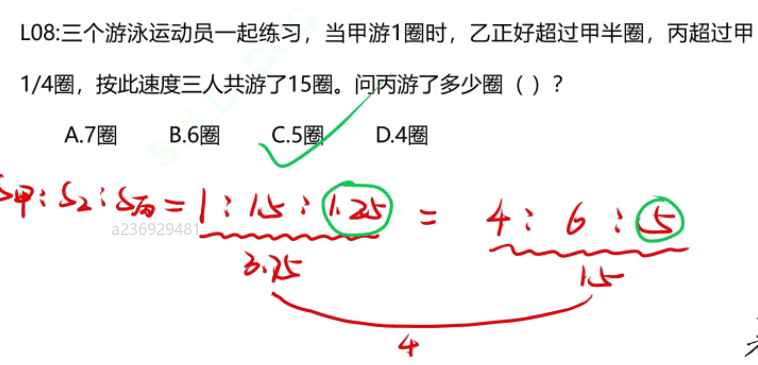 L08:三个游泳运动员一起练习，当甲游1圈时，乙正好超过甲半圈，丙超过甲
1/4圈，按此速度三人共游了15圈。问丙游了多少圈（ ）？
A.7圈 B.6圈 C.5圈 D.4圈
S甲:S乙:S丙=1:1.5:1.25 = 4:6:5
a236929481
3.75 15
4